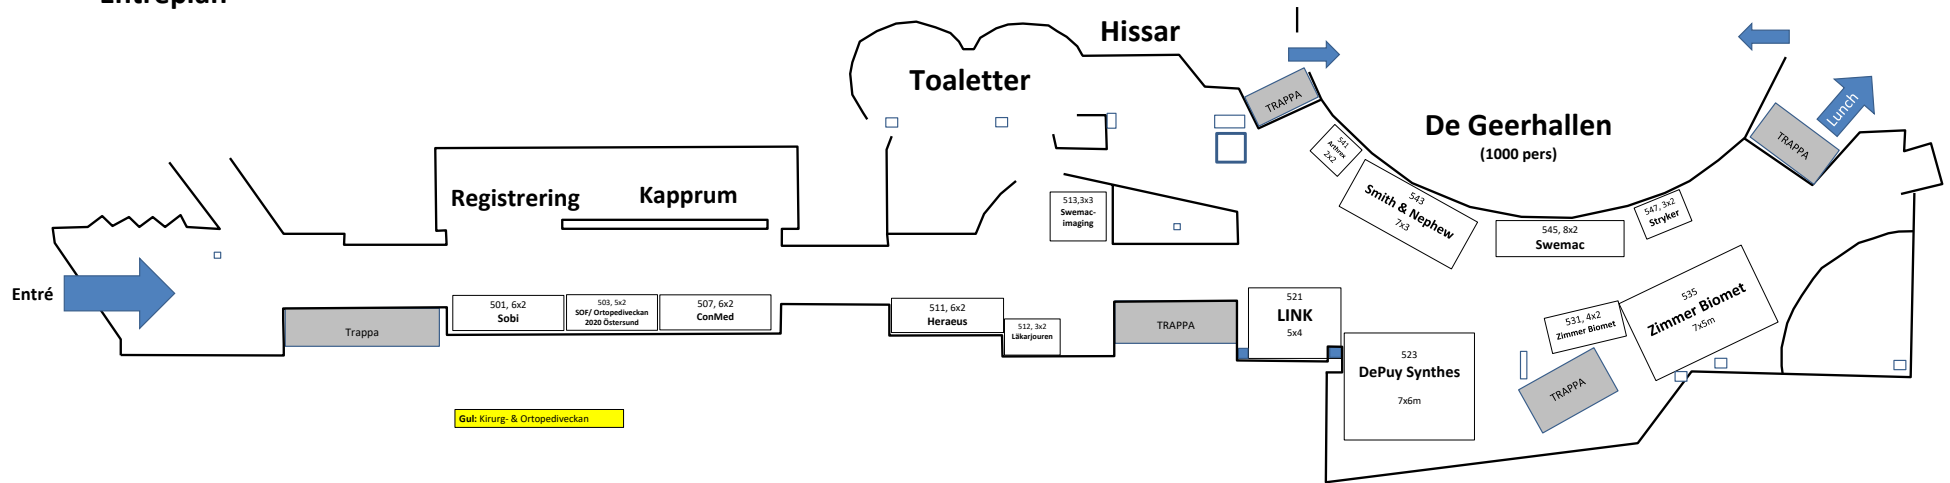 Entréplan
Hissar
Toaletter
TRAPPA
De Geerhallen
(1000 pers)
Lunch
TRAPPA
541
Arthrex
2x2
Registrering
Kapprum
513,3x3
Swemac-
imaging
543
Smith & Nephew
7x3
547, 3x2
Stryker
545, 8x2
Swemac
Entré
Trappa
501, 6x2
Sobi
503, 5x2
SOF/ Ortopediveckan
2020 Östersund
507, 6x2
ConMed
511, 6x2
Heraeus
512, 3x2
Läkarjouren
TRAPPA
521
LINK
5x4
523
DePuy Synthes
7x6m
531, 4x2
Zimmer Biomet
535
Zimmer Biomet
7x5m
TRAPPA
Gul: Kirurg- & Ortopediveckan